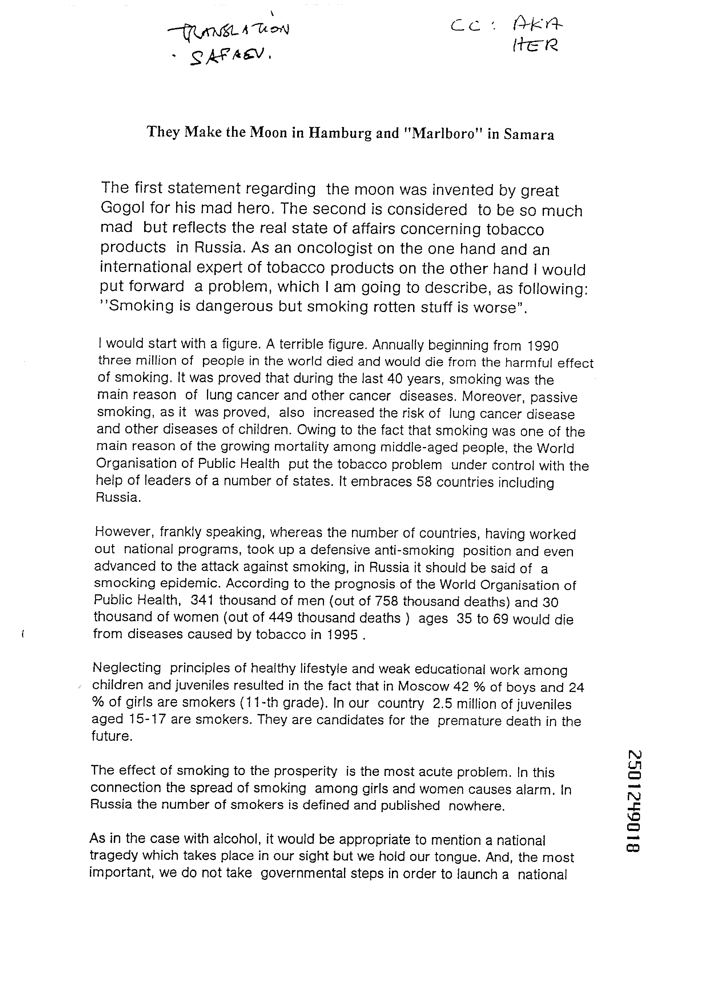 TRANSLATION
- SAFAEV.
CC: AKA
HER
They Make the Moon in Hamburg and "Marlboro" in Samara
The first statement regarding the moon was invented by great
Gogol for his mad hero. The second is considered to be so much
mad but reflects the real state of affairs concerning tobacco
products in Russia. As an oncologist on the one hand and an
international expert of tobacco products on the other hand I would
put forward a problem, which I am going to describe, as following:
''Smoking is dangerous but smoking rotten stuff is worse".
I would start with a figure. A terrible figure. Annually beginning from 1990
three million of people in the world died and would die from the harmful effect
of smoking. It was proved that during the last 40 years, smoking was the
main reason of lung cancer and other cancer diseases. Moreover, passive
smoking, as it was proved, also increased the risk of lung cancer disease
and other diseases of children. Owing to the fact that smoking was one of the
main reason of the growing mortality among middle-aged people, the World
Organisation of Public Health put the tobacco problem under control with the
help of leaders of a number of states. It embraces 58 countries including
Russia.
However, frankly speaking, whereas the number of countries, having worked
out national programs, took up a defensive anti-smoking position and even
advanced to the attack against smoking, in Russia it should be said of a
smocking epidemic. According to the prognosis of the World Organisation of
Public Health, 341 thousand of men (out of 758 thousand deaths) and 30
thousand of women (out of 449 thousand deaths ) ages 35 to 69 would die
from diseases caused by tobacco in 1995 .
Neglecting principles of healthy lifestyle and weak educational work among
children and juveniles resulted in the fact that in Moscow 42 % of boys and 24
% of girls are smokers (11-th grade). In our country 2.5 million of juveniles
aged 15-17 are smokers. They are candidates for the premature death in the
future.
The effect of smoking to the prosperity is the most acute problem. In this
connection the spread of smoking among girls and women causes alarm. In
Russia the number of smokers is defined and published nowhere.
As in the case with alcohol, it would be appropriate to mention a national
tragedy which takes place in our sight but we hold our tongue. And, the most
important, we do not take governmental steps in order to launch a national
2501249018